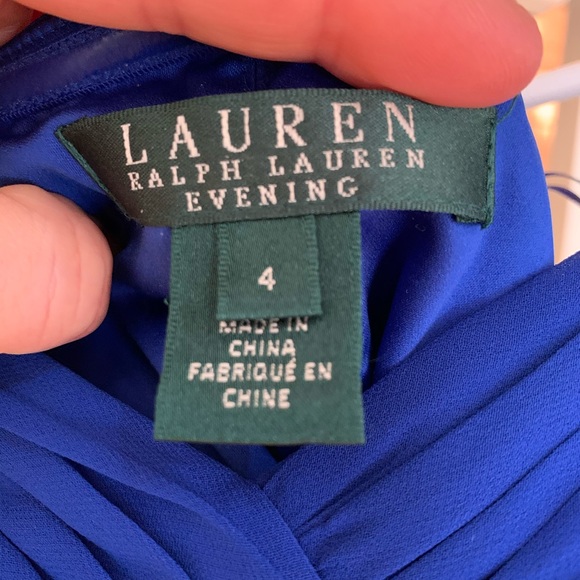 LAUREN
RALPH LAUREN
EVENING
4
MADE IN
CHINA
FABRIQUÉ EN
CHINE